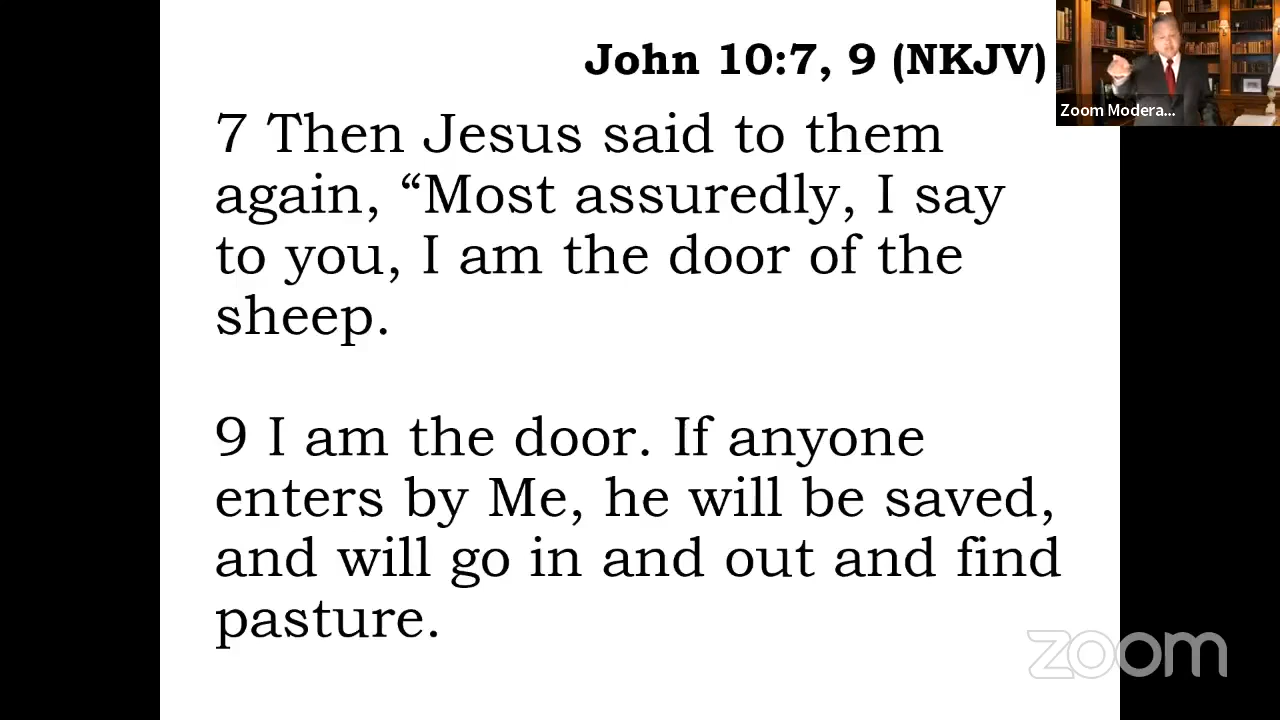 John 10:7, 9 (NKJV)
7 Then Jesus said to them
again, “Most assuredly, I say
to you, I am the door of the
sheep.
9 I am the door. If anyone
enters by Me, he will be saved,
and will go in and out and find
pasture.
Zoom Modera...
zoom